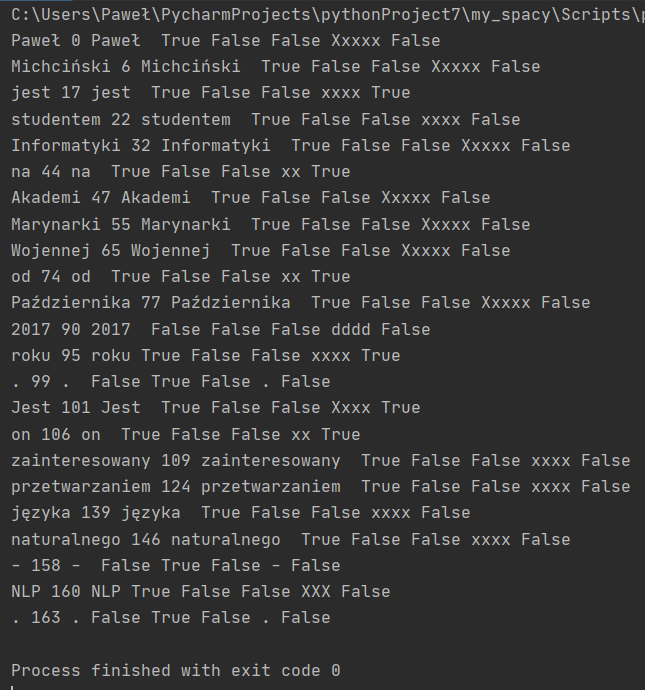 C:\Users\Paweł\PycharmProjects\pythonProject7\my_spacy\Scripts\
Paweł 0 Paweł  True False False Xxxxx False
Michciński 6 Michciński  True False False Xxxxx False
jest 17 jest  True False False xxxx True
studentem 22 studentem  True False False xxxx False
Informatyki 32 Informatyki  True False False Xxxxx False
na 44 na  True False False xx True
Akademi 47 Akademi  True False False Xxxxx False
Marynarki 55 Marynarki  True False False Xxxxx False
Wojennej 65 Wojennej  True False False Xxxxx False
od 74 od  True False False xx True
Października 77 Października  True False False Xxxxx False
2017 90 2017  False False False dddd False
roku 95 roku True False False xxxx True
. 99 .  False True False . False
Jest 101 Jest  True False False Xxxx True
on 106 on  True False False xx True
zainteresowany 109 zainteresowany  True False False xxxx False
przetwarzaniem 124 przetwarzaniem  True False False xxxx False
języka 139 języka  True False False xxxx False
naturalnego 146 naturalnego  True False False xxxx False
- 158 -  False True False - False
NLP 160 NLP True False False XXX False
. 163 . False True False . False
Process finished with exit code 0